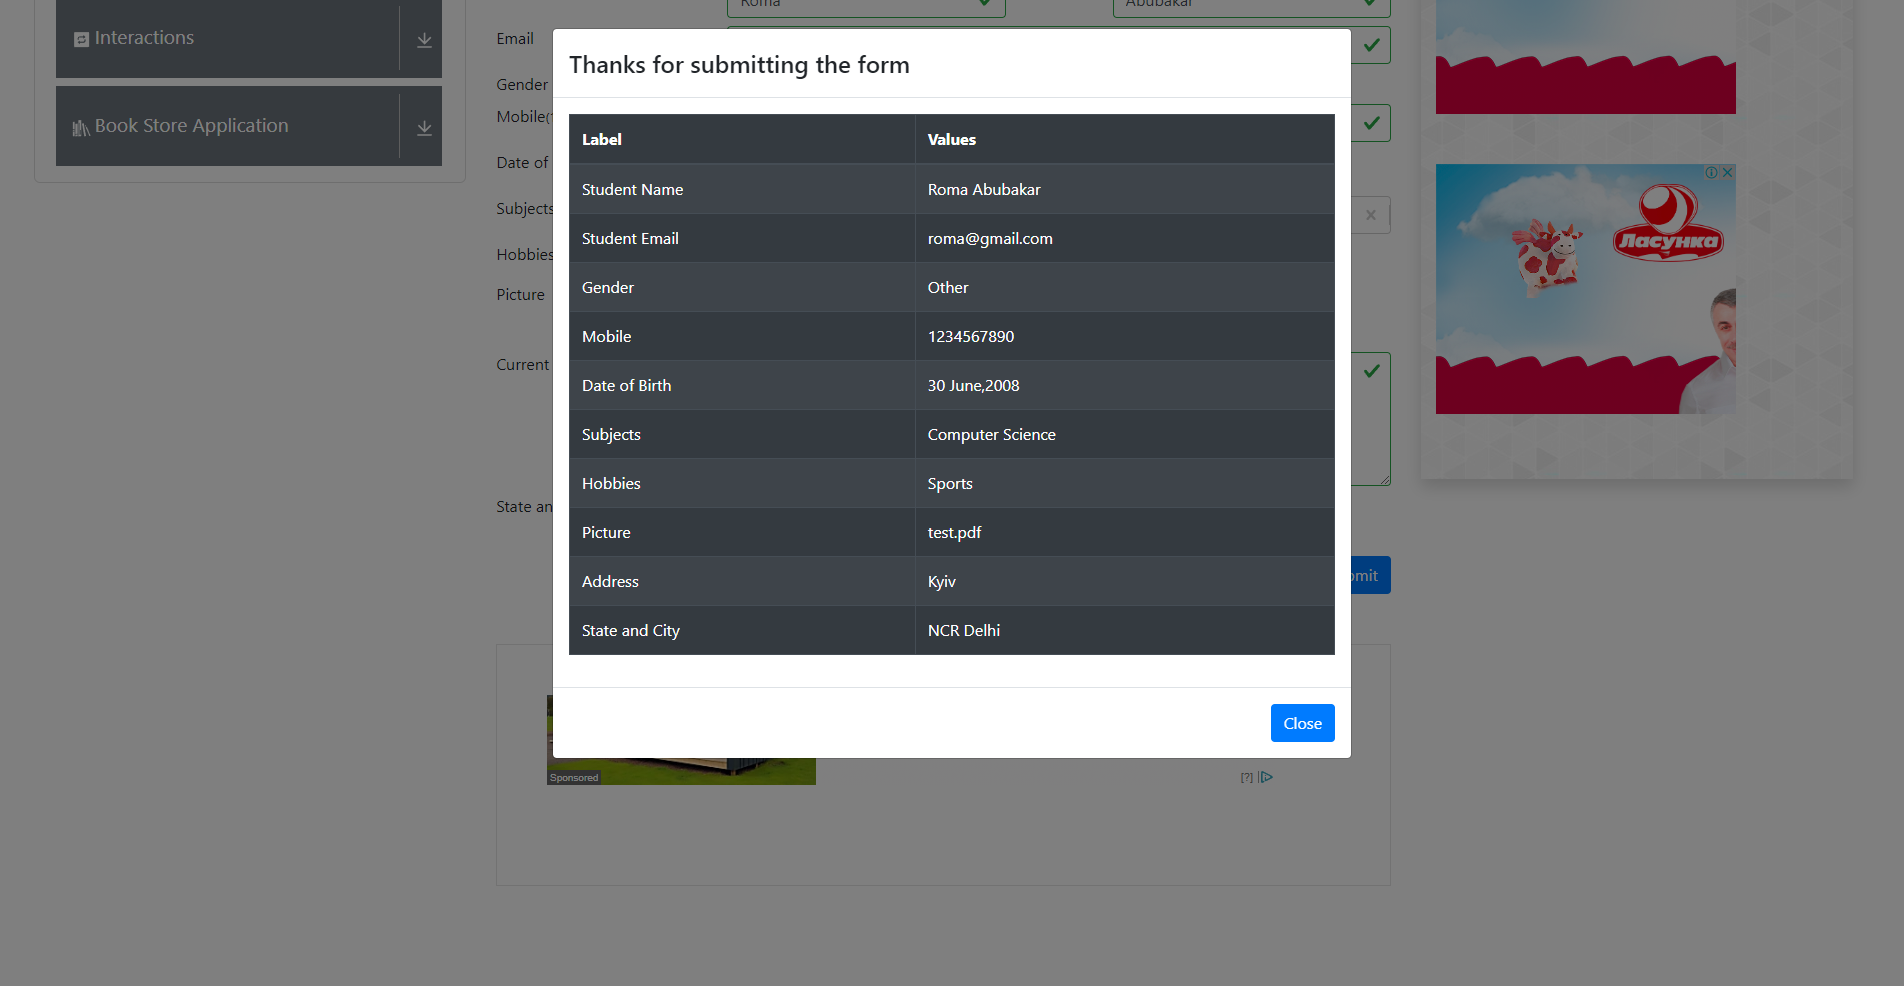 Roma
Abubakar
Interactions
Book Store Application
Email
Gender
Mobile(
Date of
Subjects
Hobbies
Picture
Current
State an
Thanks for submitting the form
Label Values
Student Name Roma Abubakar
Student Email roma@gmail.com
Gender Other
Mobile 1234567890
Date of Birth 30 June,2008
Subjects Computer Science
Hobbies Sports
Picture test.pdf
Address Kyiv
State and City NCR Delhi
Close
omit
Sponsored
[?]
Ласунка